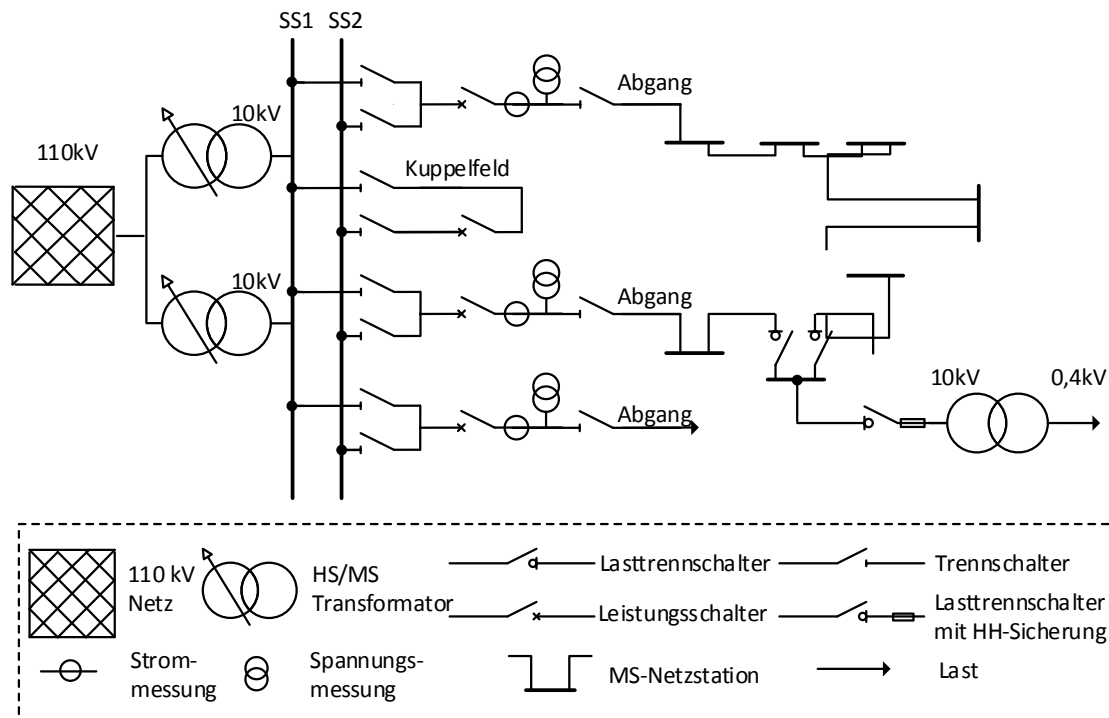 SS1 SS2
110kV
10kV
10kV
Abgang
Kuppelfeld
Abgang
Abgang
10kV
0,4kV
110 kV
Netz
HS/MS
Transformator
Lasttrennschalter
Trennschalter
Leistungsschalter
Lasttrennschalter
mit HH-Sicherung
Strom-
messung
Spannungs-
messung
MS-Netzstation
Last